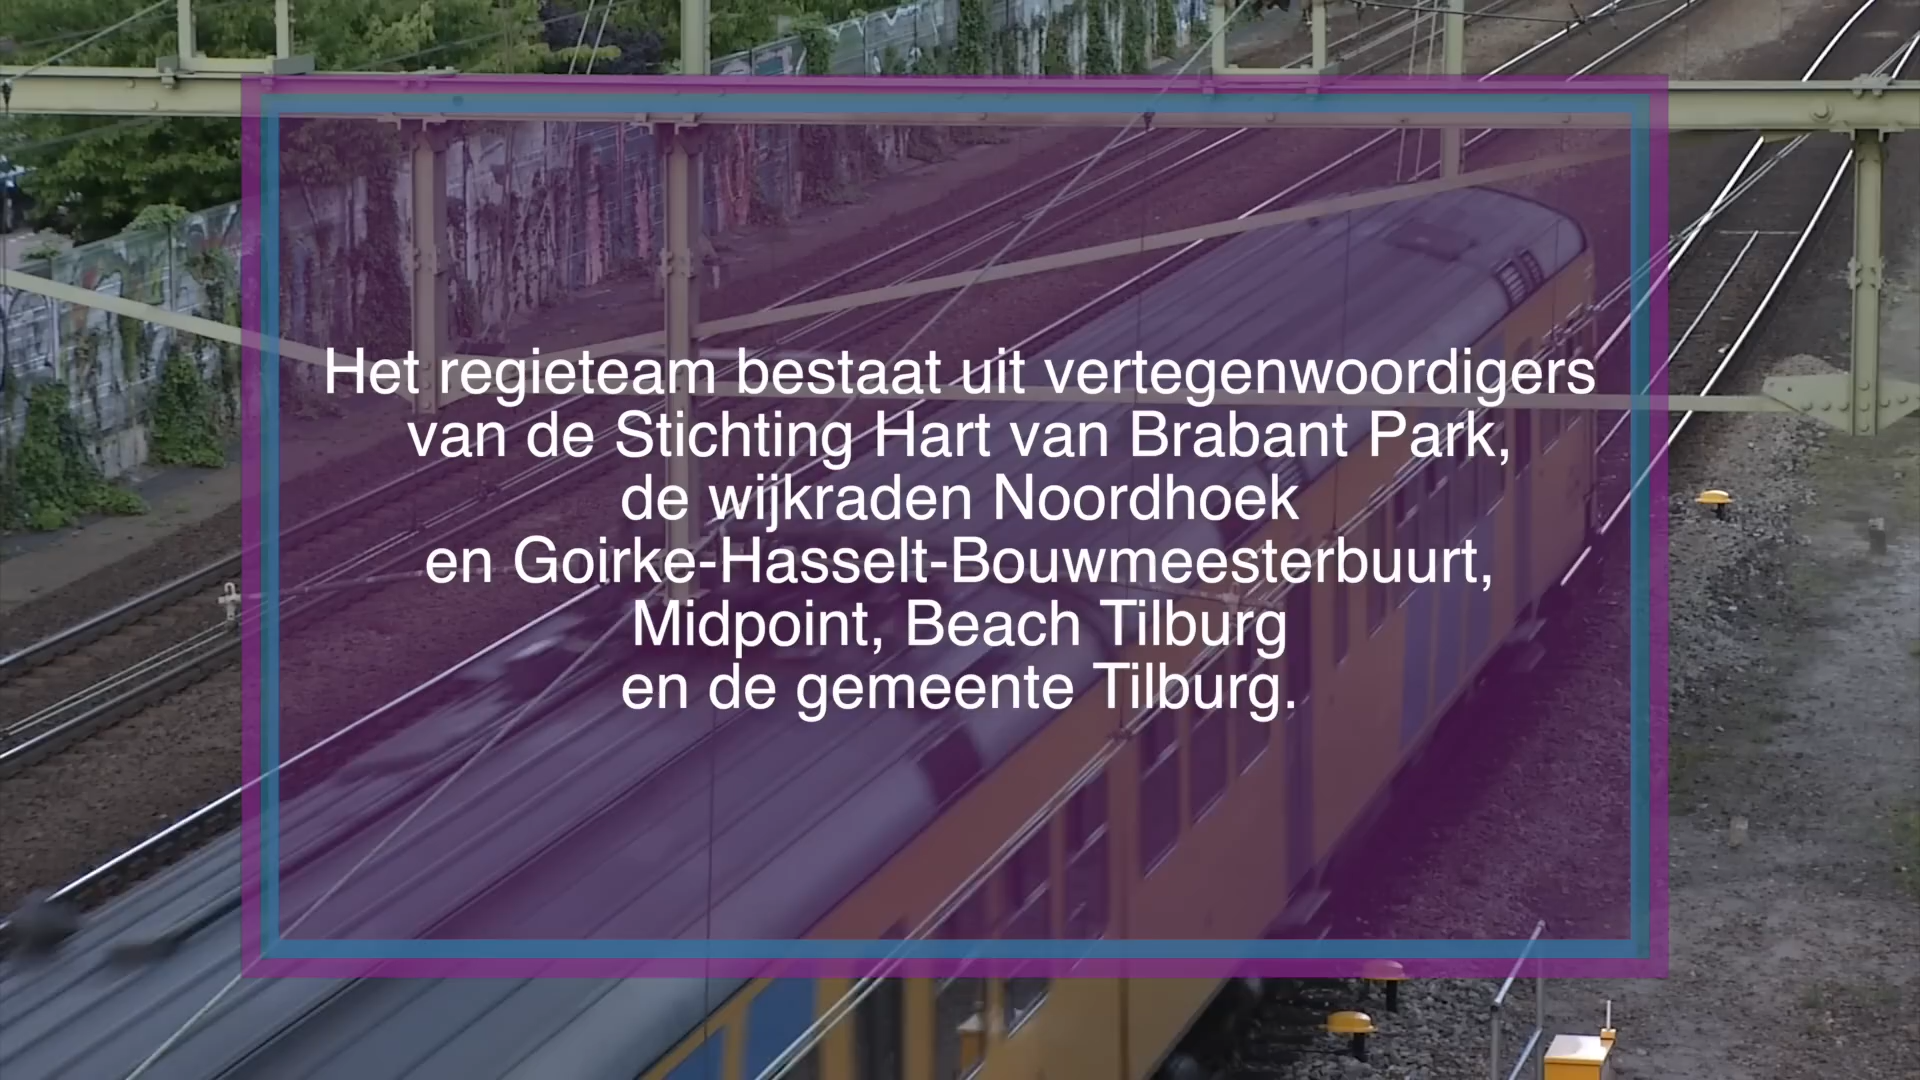 Het regieteam bestaat uit vertegenwoordigers
van de Stichting Hart van Brabant Park,
de wijkraden Noordhoek
en Goirke-Hasselt-Bouwmeesterbuurt,
Midpoint, Beach Tilburg
en de gemeente Tilburg.